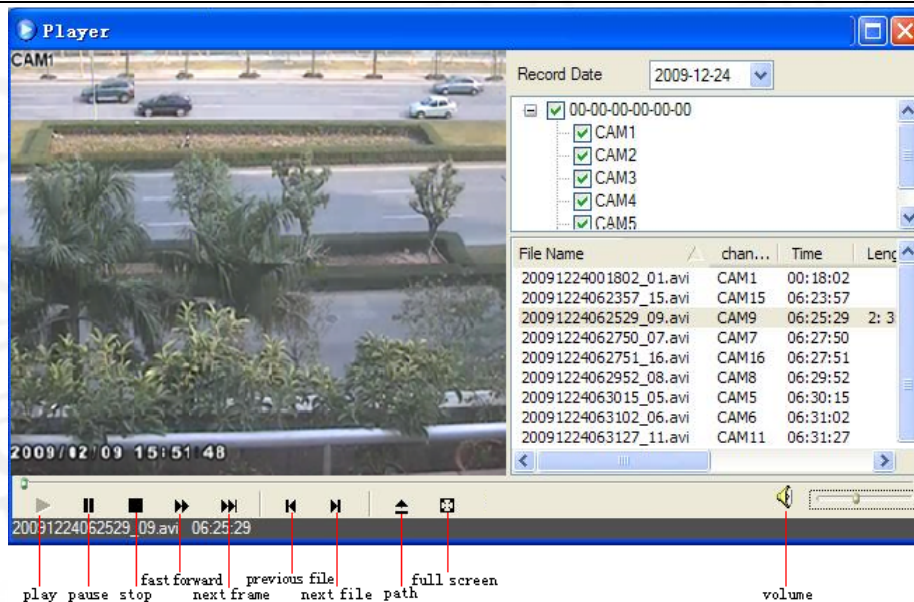 Player
CAM1
Record Date 2009-12-24
00-00-00-00-00-00
CAM1
CAM2
CAM3
CAM4
CAM5
File Name chan... Time Leng
20091224001802_01.avi CAM1 00:18:02
20091224062357_15.avi CAM15 06:23:57
20091224062529_09.avi CAM9 06:25:29 2: 3
20091224062750_07.avi CAM7 06:27:50
20091224062751_16.avi CAM16 06:27:51
20091224062952_08.avi CAM8 06:29:52
20091224063015_05.avi CAM5 06:30:15
20091224063102_06.avi CAM6 06:31:02
20091224063127_11.avi CAM11 06:31:27
2009/02/09 15:51:48
20091224062529_09.avi 06:25:29
fast forward previous file full screen
play pause stop next frame next file path volume